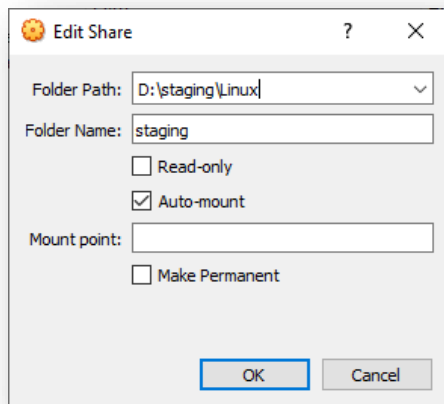 Edit Share
?
Folder Path: D:\staging\Linux
Folder Name: staging
Read-only
Auto-mount
Mount point:
Make Permanent
OK Cancel